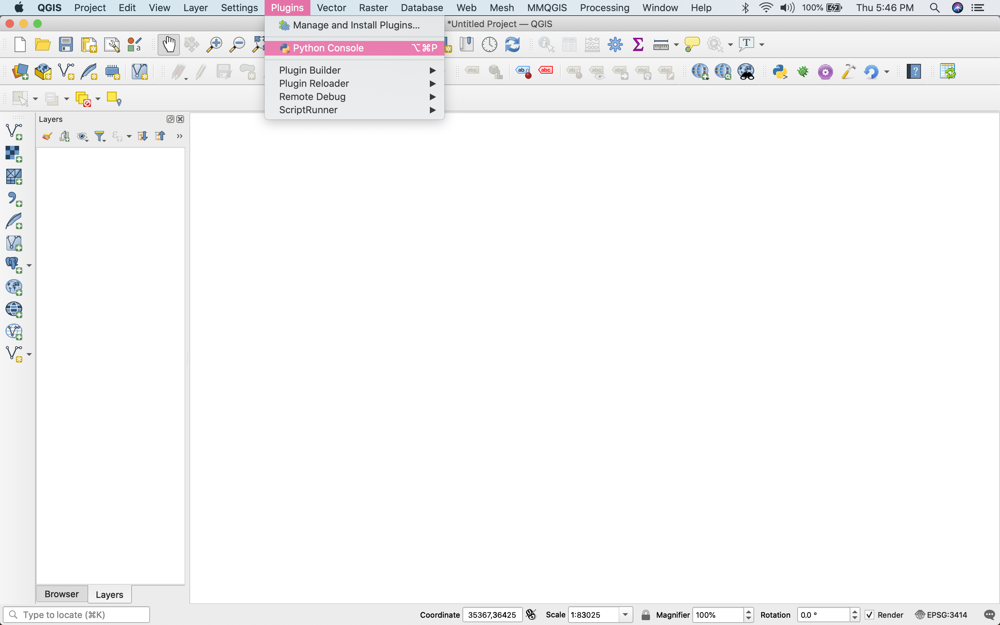 QGIS Project Edit View Layer Settings Plugins Vector Raster Database Web Mesh MMQGIS Processing Window Help 100% Thu 5:46 PM
*Untitled Project — QGIS
Manage and Install Plugins...
Python Console ⌥⌘P
Plugin Builder
Plugin Reloader
Remote Debug
ScriptRunner
a
T
abc
ab
abc
ab
abc
abc
abc
abc
?
Layers
Browser Layers
Type to locate (⌘K) Coordinate 35367,36425 Scale 1:83025 Magnifier 100% Rotation 0.0 ° Render EPSG:3414